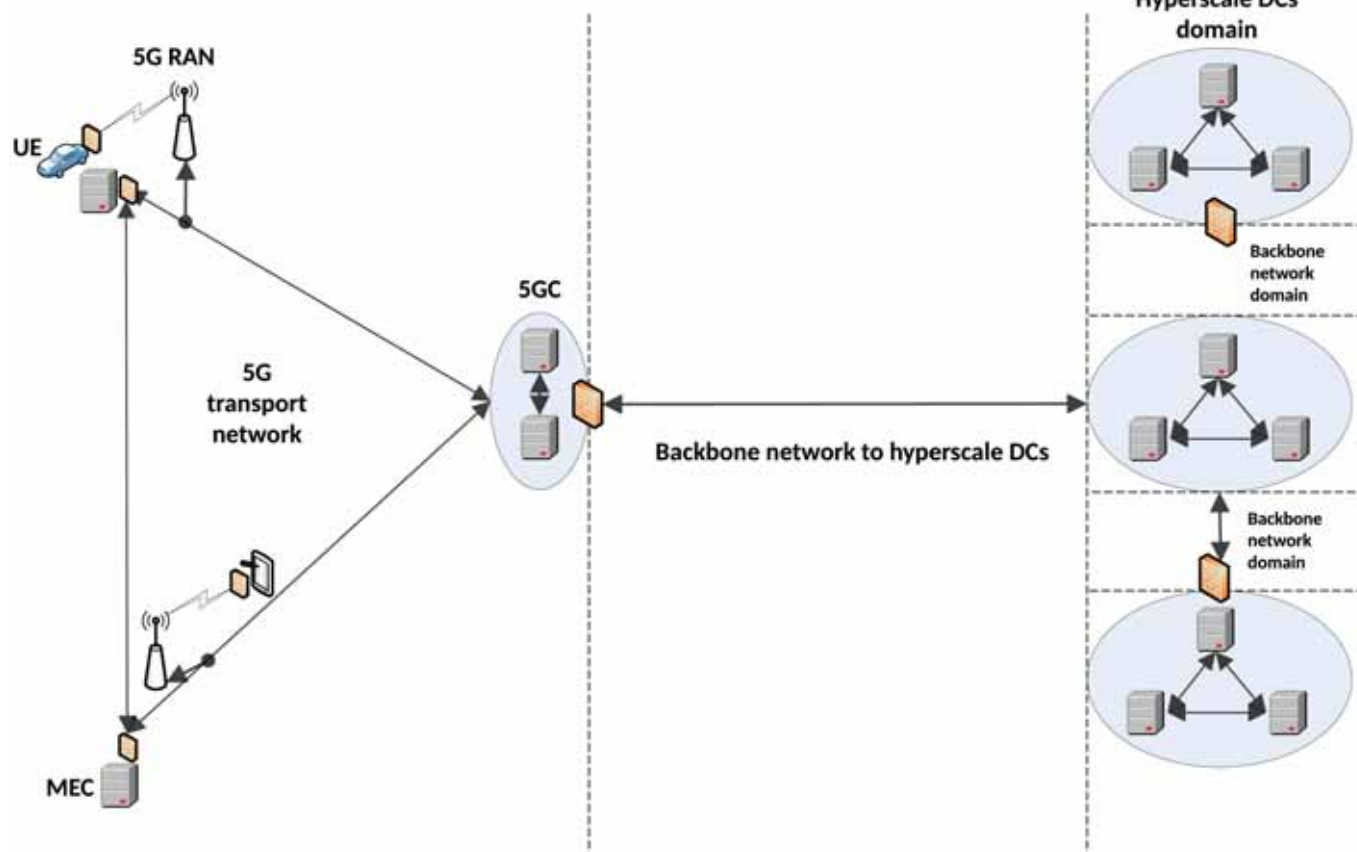 Hyperscale DCs
domain
5G RAN
UE
Backbone
network
domain
5GC
5G
transport
network
Backbone network to hyperscale DCs
Backbone
network
domain
MEC